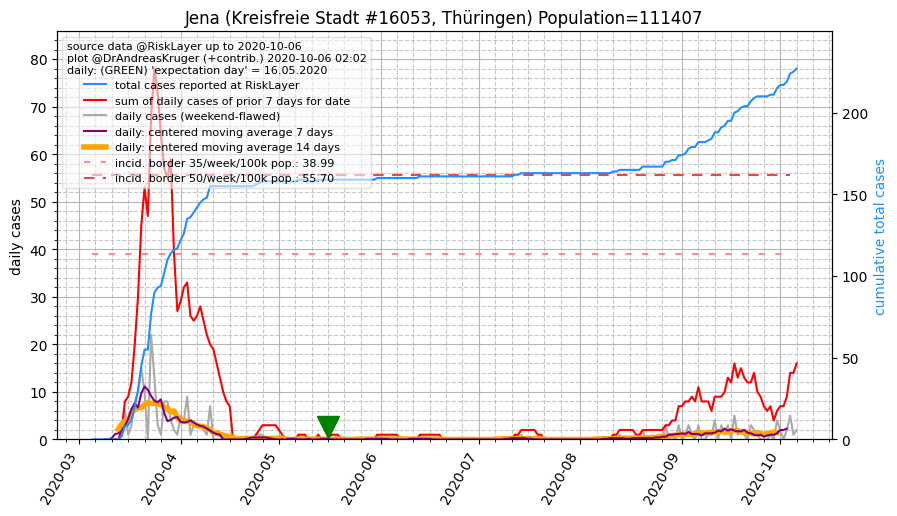 Jena (Kreisfreie Stadt #16053, Thüringen) Population=111407
source data @RiskLayer up to 2020-10-06
plot @DrAndreasKruger (+contrib.) 2020-10-06 02:02
daily: (GREEN) 'expectation day' = 16.05.2020
total cases reported at RiskLayer
sum of daily cases of prior 7 days for date
daily cases (weekend-flawed)
daily: centered moving average 7 days
daily: centered moving average 14 days
incid. border 35/week/100k pop.: 38.99
incid. border 50/week/100k pop.: 55.70
daily cases
80
70
60
50
40
30
20
10
0
cumulative total cases
200
150
100
50
0
2020-03
2020-04
2020-05
2020-06
2020-07
2020-08
2020-09
2020-10